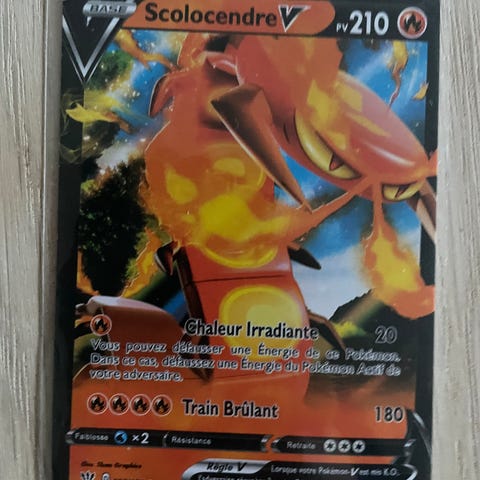 BASE
Scolocendre V
PV 210
Chaleur Irradiante 20
Vous pouvez défausser une Énergie de ce Pokémon.
Dans ce cas, défaussez une Énergie du Pokémon Actif de
votre adversaire.
Train Brûlant 180
Faiblesse ×2 Résistance Retraite
Règle V
Lorsque votre Pokémon-V est mis K.O.,